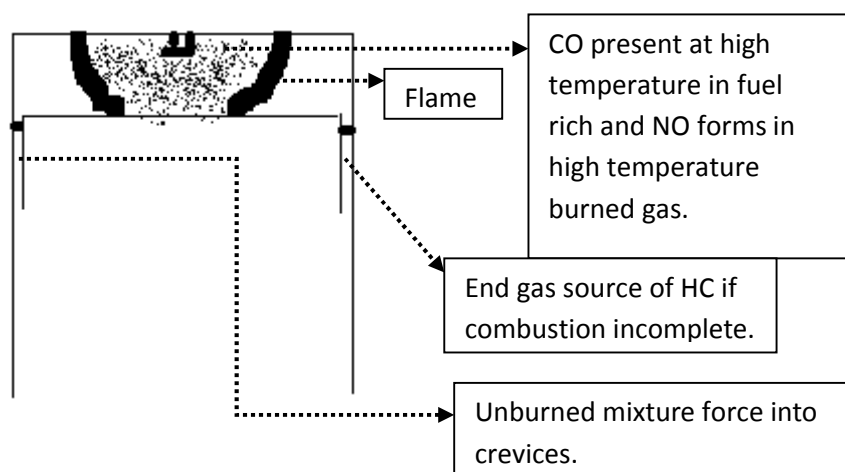 CO present at high
temperature in fuel
rich and NO forms in
high temperature
burned gas.
Flame
End gas source of HC if
combustion incomplete.
Unburned mixture force into
crevices.